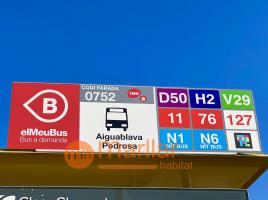 CODI PARADA
0752
TMB
B
B
elMeuBus
Bus a demanda
Aiguablava
Pedrosa
D50
H2
V29
11
76
127
N1
NIT BUS
N6
NIT BUS
m marllar
habitat